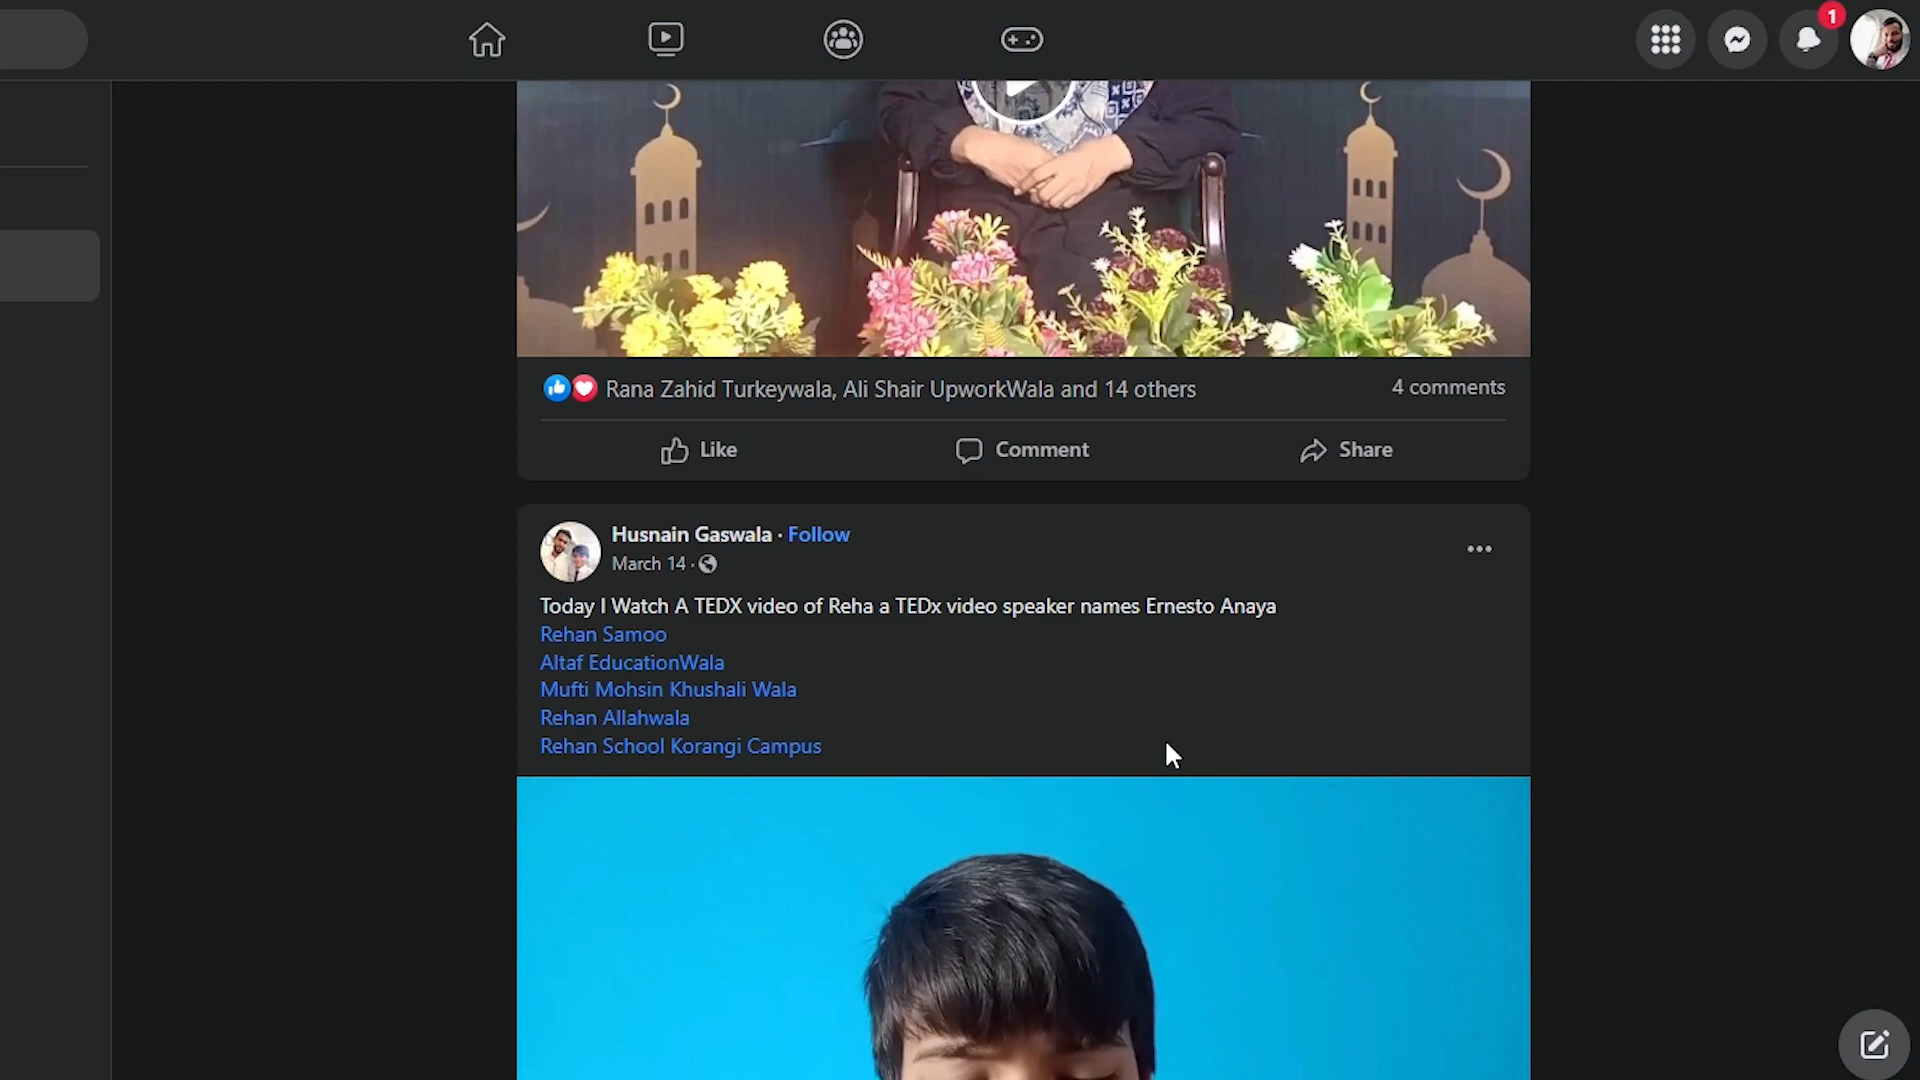 1
Rana Zahid Turkeywala, Ali Shair UpworkWala and 14 others
4 comments
Like
Comment
Share
Husnain Gaswala · Follow
March 14 ·
Today I Watch A TEDX video of Reha a TEDx video speaker names Ernesto Anaya
Rehan Samoo
Altaf EducationWala
Mufti Mohsin Khushali Wala
Rehan Allahwala
Rehan School Korangi Campus